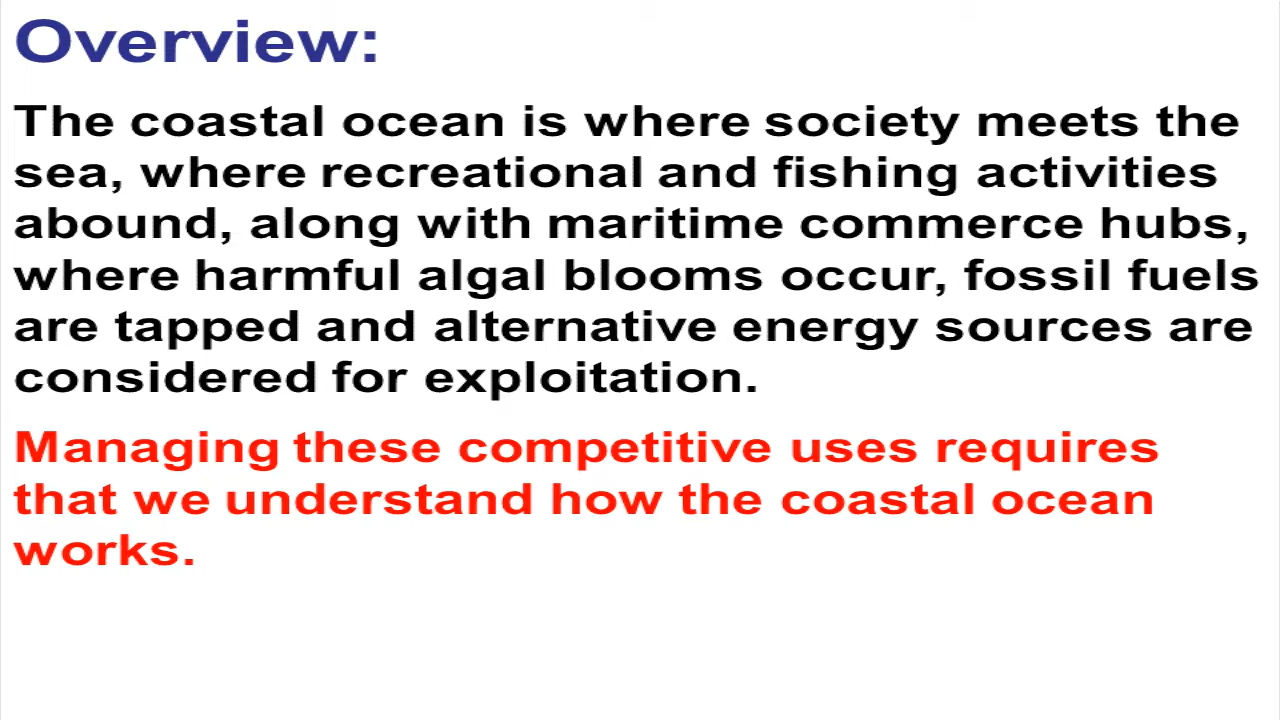 Overview:
The coastal ocean is where society meets the
sea, where recreational and fishing activities
abound, along with maritime commerce hubs,
where harmful algal blooms occur, fossil fuels
are tapped and alternative energy sources are
considered for exploitation.
Managing these competitive uses requires
that we understand how the coastal ocean
works.